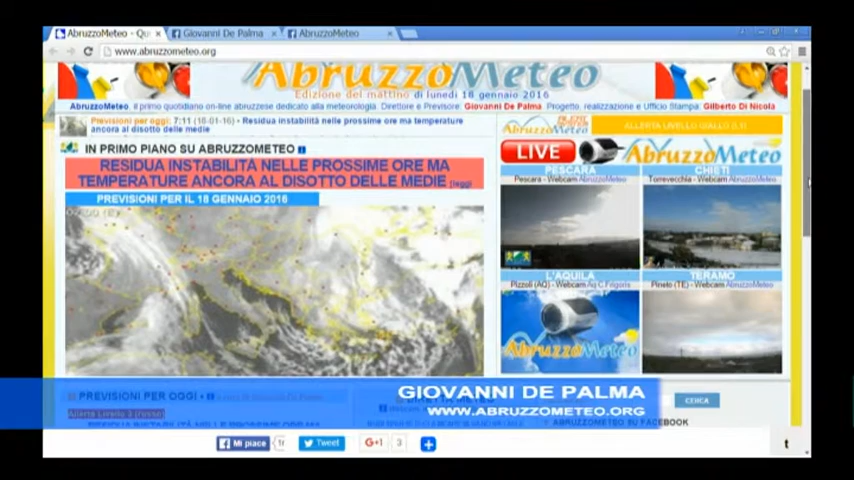 AbruzzoMeteo - Qu
Giovanni De Palma
AbruzzoMeteo
www.abruzzometeo.org
AbruzzoMeteo
Edizione del mattino di lunedì 18 gennaio 2016
AbruzzoMeteo. il primo quotidiano on-line abruzzese dedicato alla meteorologia. Direttore e Previsore: Giovanni De Palma Progetto, realizzazione e Ufficio Stampa: Gilberto Di Nicola
Previsioni per oggi: 7:11 (18-01-16) • Residua instabilità nelle prossime ore ma temperature
ancora al disotto delle medie
AbruzzoMeteo
ALLERTA LIVELLO GIALLO
IN PRIMO PIANO SU ABRUZZOMETEO
RESIDUA INSTABILITÀ NELLE PROSSIME ORE MA
TEMPERATURE ANCORA AL DISOTTO DELLE MEDIE [leggi
PREVISIONI PER IL 18 GENNAIO 2016
LIVE
AbruzzoMeteo
PESCARA
CHIETI
Pescara - Webcam AbruzzoMeteo
Torrevecchia - Webcam AbruzzoMeteo
L'AQUILA
TERAMO
Pizzoli (AQ) - Webcam Aq C.Frigoris
Pineto (TE) - Webcam AbruzzoMeteo
AbruzzoMeteo
PREVISIONI PER OGGI
DIRETTA METEO
CERCA
Allerta Livello 3 (rosso)
ABRUZZOMETEO SU FACEBOOK
GIOVANNI DE PALMA
WWW.ABRUZZOMETEO.ORG
Mi piace
Tweet
G+1
3
t